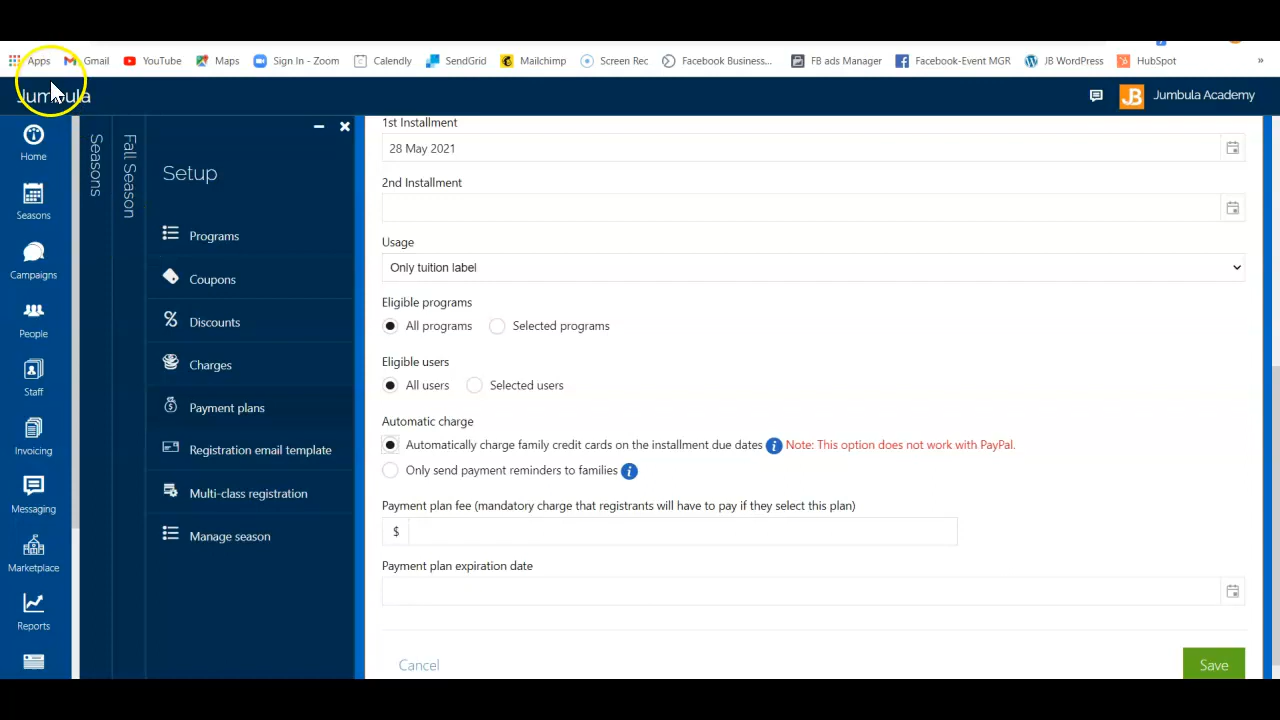 Apps Gmail YouTube Maps Sign In - Zoom Calendly SendGrid Mailchimp Screen Rec Facebook Business... FB ads Manager Facebook-Event MGR JB WordPress HubSpot »
Jumbula JB Jumbula Academy
Home
Seasons
Campaigns
People
Staff
Invoicing
Messaging
Marketplace
Reports
Seasons
Fall Season
Setup
Programs
Coupons
Discounts
Charges
Payment plans
Registration email template
Multi-class registration
Manage season
1st Installment
28 May 2021
2nd Installment
Usage
Only tuition label
Eligible programs
All programs Selected programs
Eligible users
All users Selected users
Automatic charge
Automatically charge family credit cards on the installment due dates i Note: This option does not work with PayPal.
Only send payment reminders to families i
Payment plan fee (mandatory charge that registrants will have to pay if they select this plan)
$
Payment plan expiration date
Cancel Save